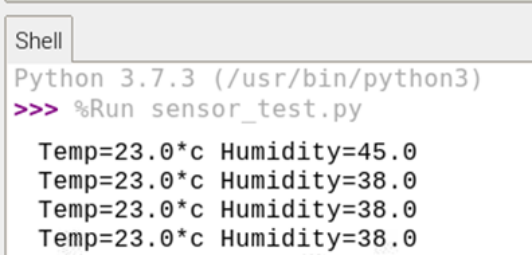 Shell
Python 3.7.3 (/usr/bin/python3)
>>> %Run sensor_test.py
Temp=23.0*c Humidity=45.0
Temp=23.0*c Humidity=38.0
Temp=23.0*c Humidity=38.0
Temp=23.0*c Humidity=38.0